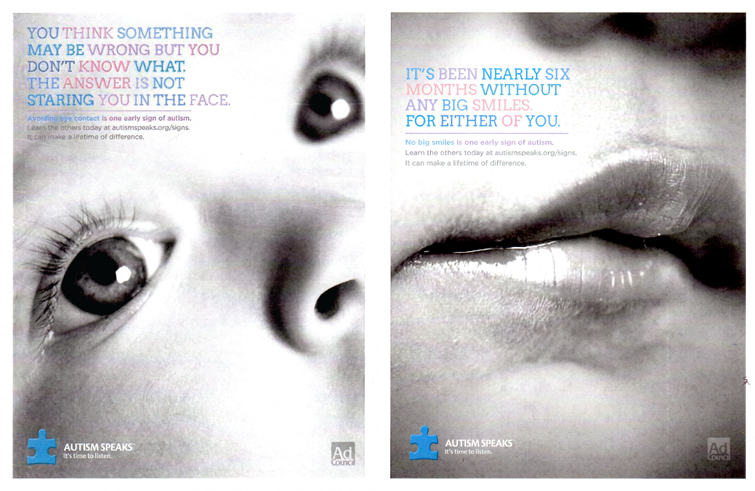 YOU THINK SOMETHING
MAY BE WRONG BUT YOU
DON'T KNOW WHAT.
THE ANSWER IS NOT
STARING YOU IN THE FACE.
Avoiding eye contact is one early sign of autism.
Learn the others today at autismspeaks.org/signs.
It can make a lifetime of difference.
AUTISM SPEAKS
It's time to listen.
Ad
COUNCIL
IT'S BEEN NEARLY SIX
MONTHS WITHOUT
ANY BIG SMILES.
FOR EITHER OF YOU.
No big smiles is one early sign of autism.
Learn the others today at autismspeaks.org/signs.
It can make a lifetime of difference.
AUTISM SPEAKS
It's time to listen.
Ad
COUNCIL